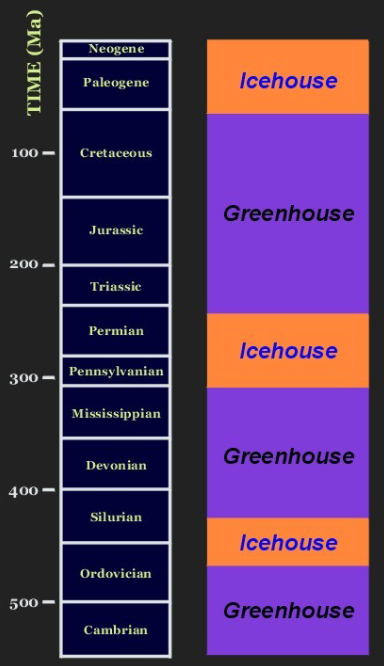 TIME (Ma)
Neogene
Paleogene
Cretaceous
Jurassic
Triassic
Permian
Pennsylvanian
Mississippian
Devonian
Silurian
Ordovician
Cambrian
100
200
300
400
500
Icehouse
Greenhouse
Icehouse
Greenhouse
Icehouse
Greenhouse